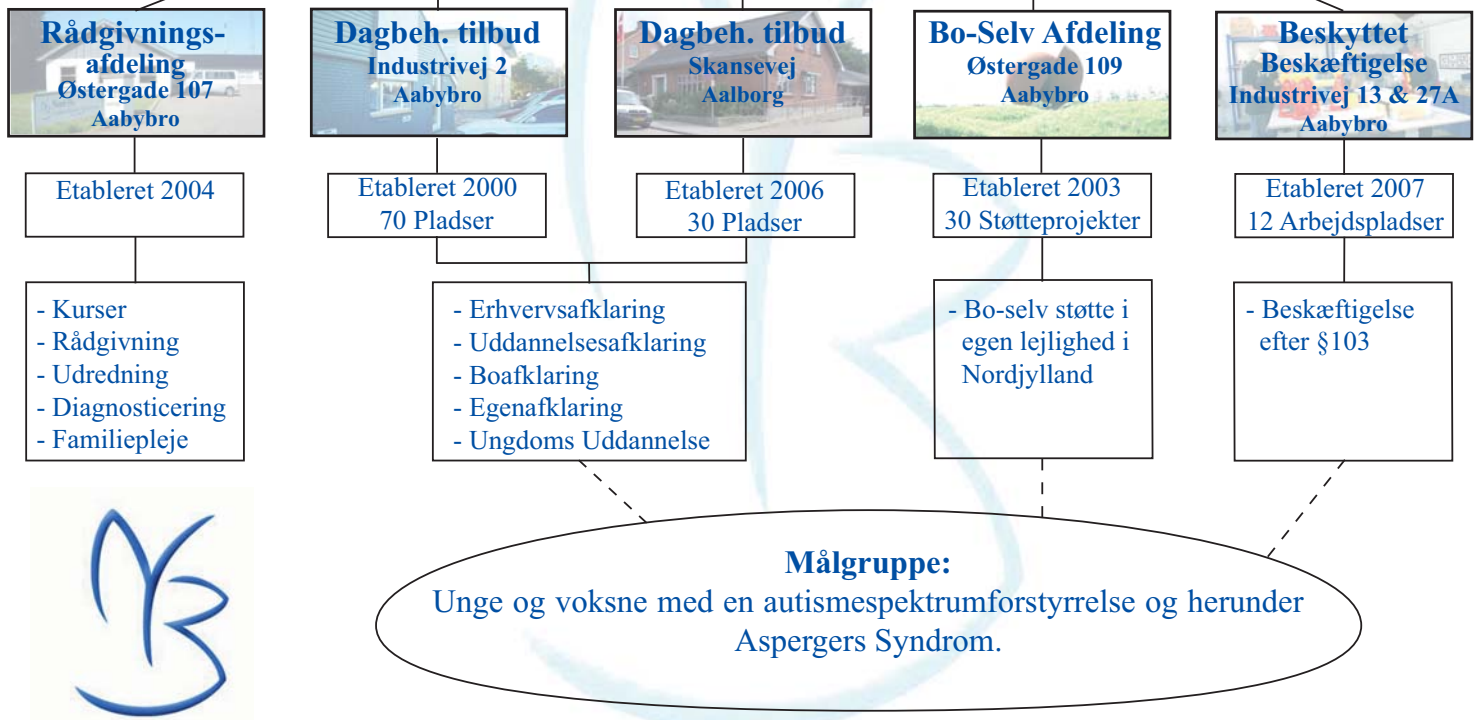 Rådgivnings-
afdeling
Østergade 107
Aabybro
Dagbeh. tilbud
Industrivej 2
Aabybro
Dagbeh. tilbud
Skansevej
Aalborg
Bo-Selv Afdeling
Østergade 109
Aabybro
Beskyttet
Beskæftigelse
Industrivej 13 & 27A
Aabybro
Etableret 2004
Etableret 2000
70 Pladser
Etableret 2006
30 Pladser
Etableret 2003
30 Støtteprojekter
Etableret 2007
12 Arbejdspladser
- Kurser
- Rådgivning
- Udredning
- Diagnosticering
- Familiepleje
- Erhvervsafklaring
- Uddannelsesafklaring
- Boafklaring
- Egenafklaring
- Ungdoms Uddannelse
- Bo-selv støtte i
egen lejlighed i
Nordjylland
- Beskæftigelse
efter §103
Målgruppe:
Unge og voksne med en autismespektrumforstyrrelse og herunder
Aspergers Syndrom.